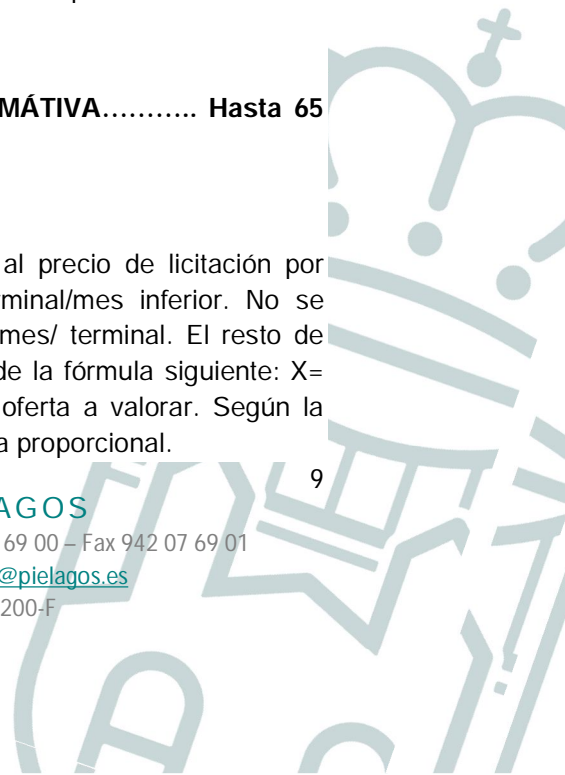 MÁTIVA……….. Hasta 65
al precio de licitación por
rminal/mes inferior. No se
mes/ terminal. El resto de
de la fórmula siguiente: X=
oferta a valorar. Según la
a proporcional.
9
AGOS
69 00 – Fax 942 07 69 01
@pielagos.es
200-F